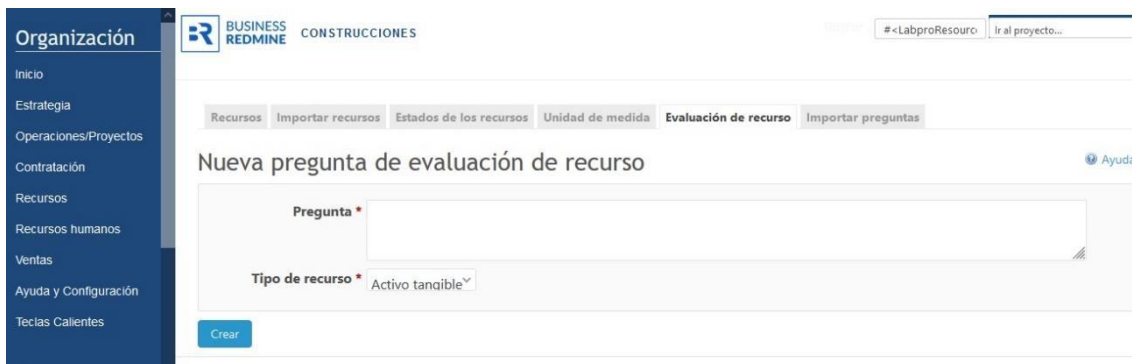 Organización
Inicio
Estrategia
Operaciones/Proyectos
Contratación
Recursos
Recursos humanos
Ventas
Ayuda y Configuración
Teclas Calientes
BUSINESS
REDMINE
CONSTRUCCIONES
#<LabproResourc
Ir al proyecto...
Recursos Importar recursos Estados de los recursos Unidad de medida Evaluación de recurso Importar preguntas
Nueva pregunta de evaluación de recurso
Ayuda
Pregunta *
Tipo de recurso * Activo tangible
Crear